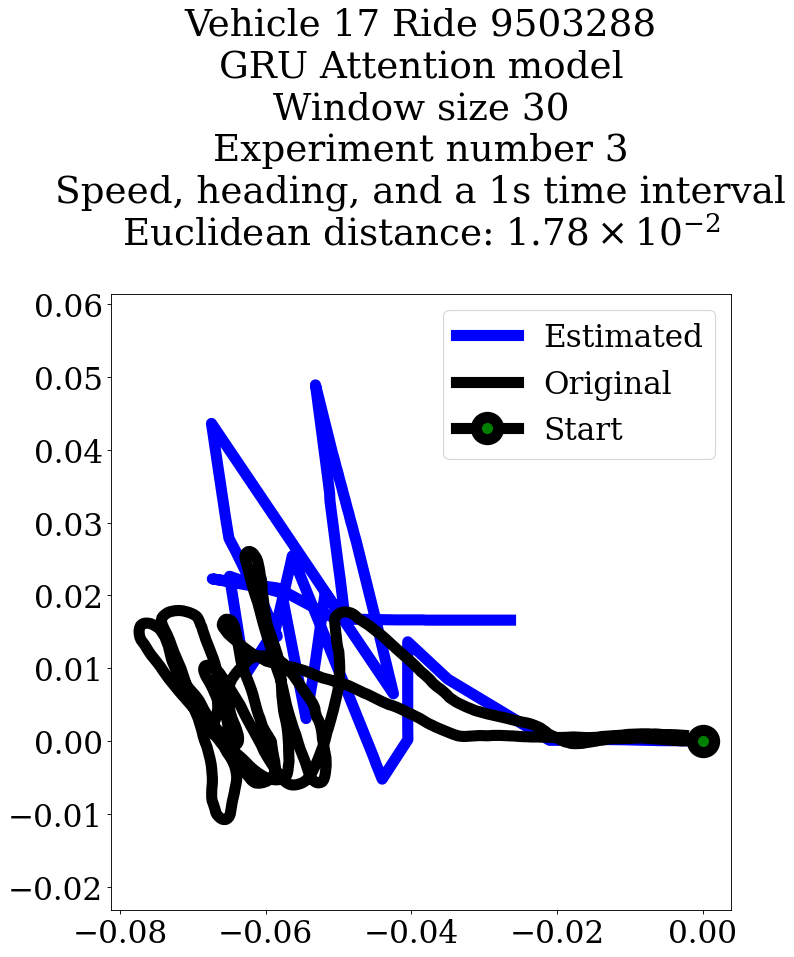 Vehicle 17 Ride 9503288
GRU Attention model
Window size 30
Experiment number 3
Speed, heading, and a 1s time interval
Euclidean distance: 1.78 × 10⁻²
Estimated
Original
Start
0.06
0.05
0.04
0.03
0.02
0.01
0.00
−0.01
−0.02
−0.08 −0.06 −0.04 −0.02 0.00